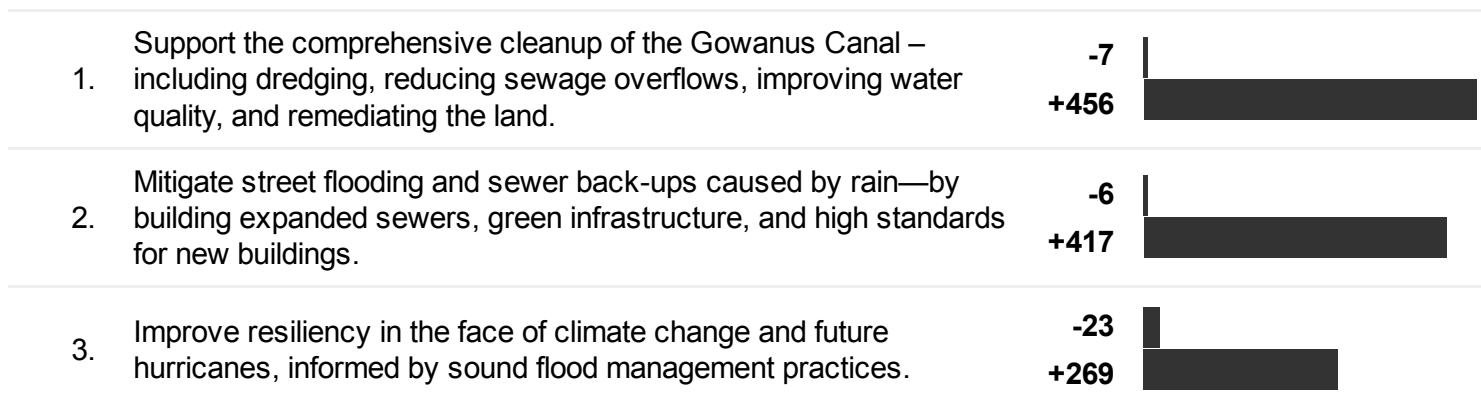 Support the comprehensive cleanup of the Gowanus Canal –
-7
1. including dredging, reducing sewage overflows, improving water
+456
quality, and remediating the land.
Mitigate street flooding and sewer back-ups caused by rain—by
-6
2. building expanded sewers, green infrastructure, and high standards
+417
for new buildings.
Improve resiliency in the face of climate change and future
-23
3.
hurricanes, informed by sound flood management practices.
+269